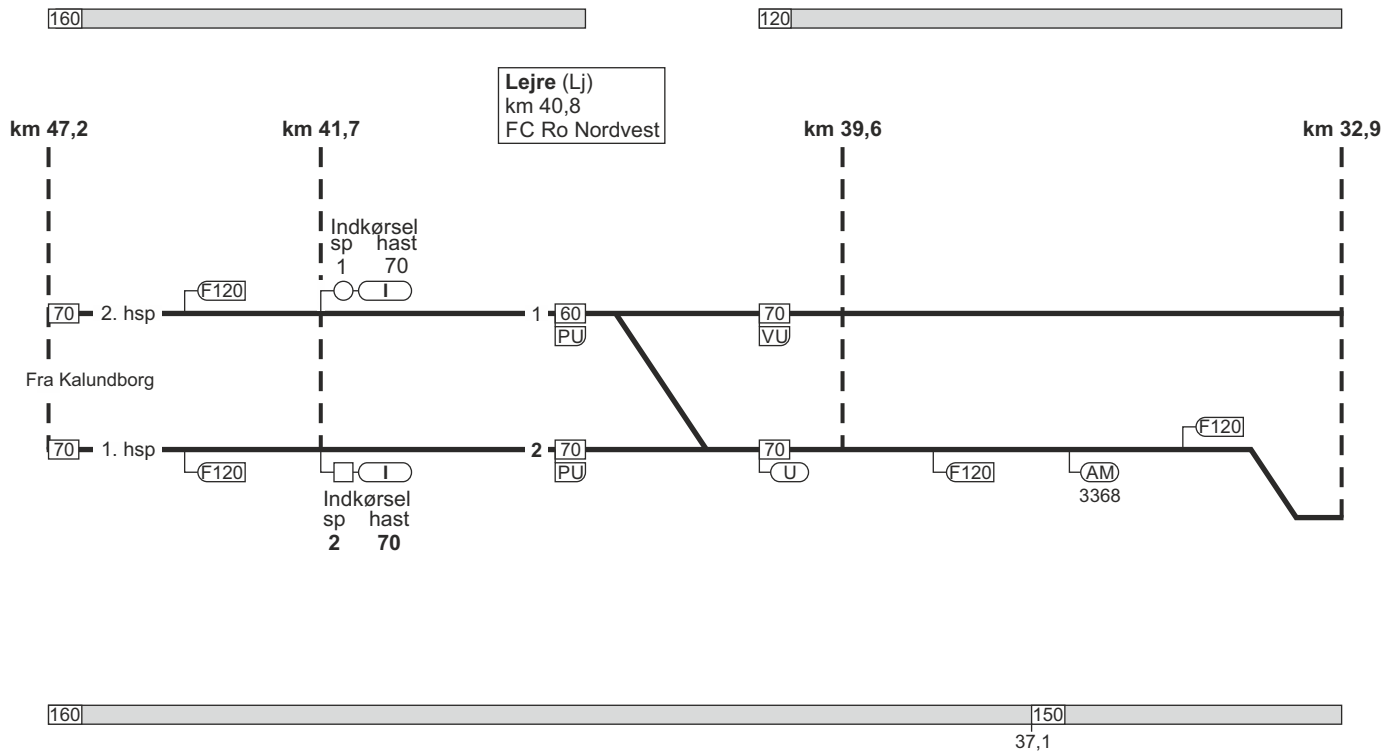 160
120
Lejre (Lj)
km 40,8
FC Ro Nordvest
km 47,2
km 41,7
km 39,6
km 32,9
Indkørsel
sp hast
1 70
F120
I
70
2. hsp
1
60
70
PU
VU
Fra Kalundborg
F120
70
1. hsp
2
70
70
F120
I
PU
U
F120
AM
3368
Indkørsel
sp hast
2 70
160
150
37,1